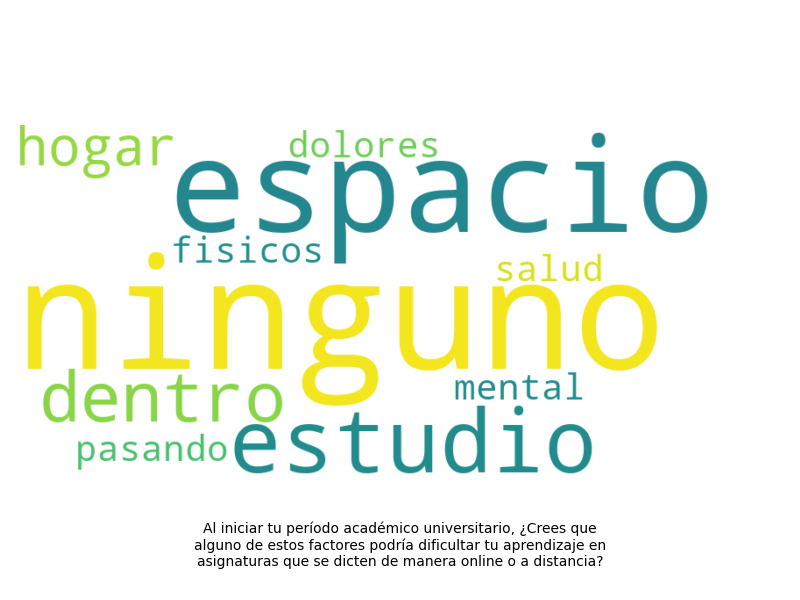 hogar
dolores
espacio
fisicos
salud
ninguno
dentro
mental
pasando
estudio
Al iniciar tu período académico universitario, ¿Crees que
alguno de estos factores podría dificultar tu aprendizaje en
asignaturas que se dicten de manera online o a distancia?